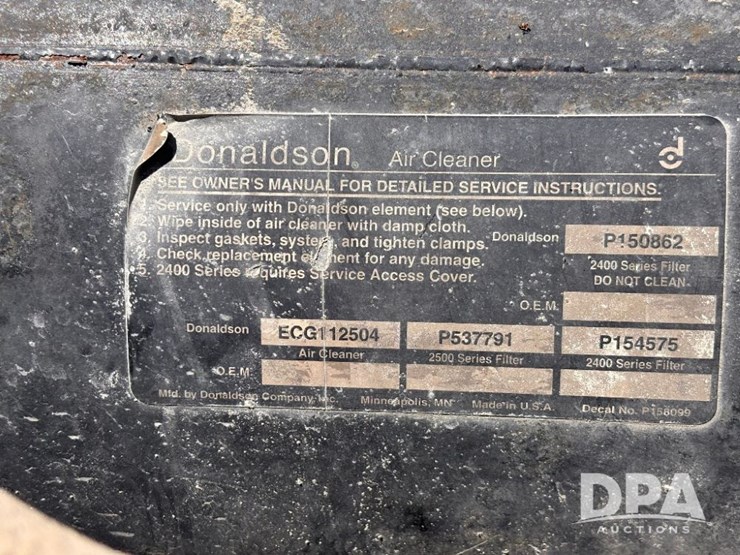 Donaldson® Air Cleaner
SEE OWNER'S MANUAL FOR DETAILED SERVICE INSTRUCTIONS.
1. Service only with Donaldson element (see below).
2. Wipe inside of air cleaner with damp cloth.
3. Inspect gaskets, system, and tighten clamps.
4. Check replacement element for any damage.
5. 2400 Series requires Service Access Cover.
Donaldson P150862
2400 Series Filter
DO NOT CLEAN
O.E.M.
Donaldson ECG112504 P537791 P154575
Air Cleaner 2500 Series Filter 2400 Series Filter
O.E.M.
Mfd. by Donaldson Company, Inc. Minneapolis, MN Made in U.S.A. Decal No. P158099
DPA
AUCTIONS